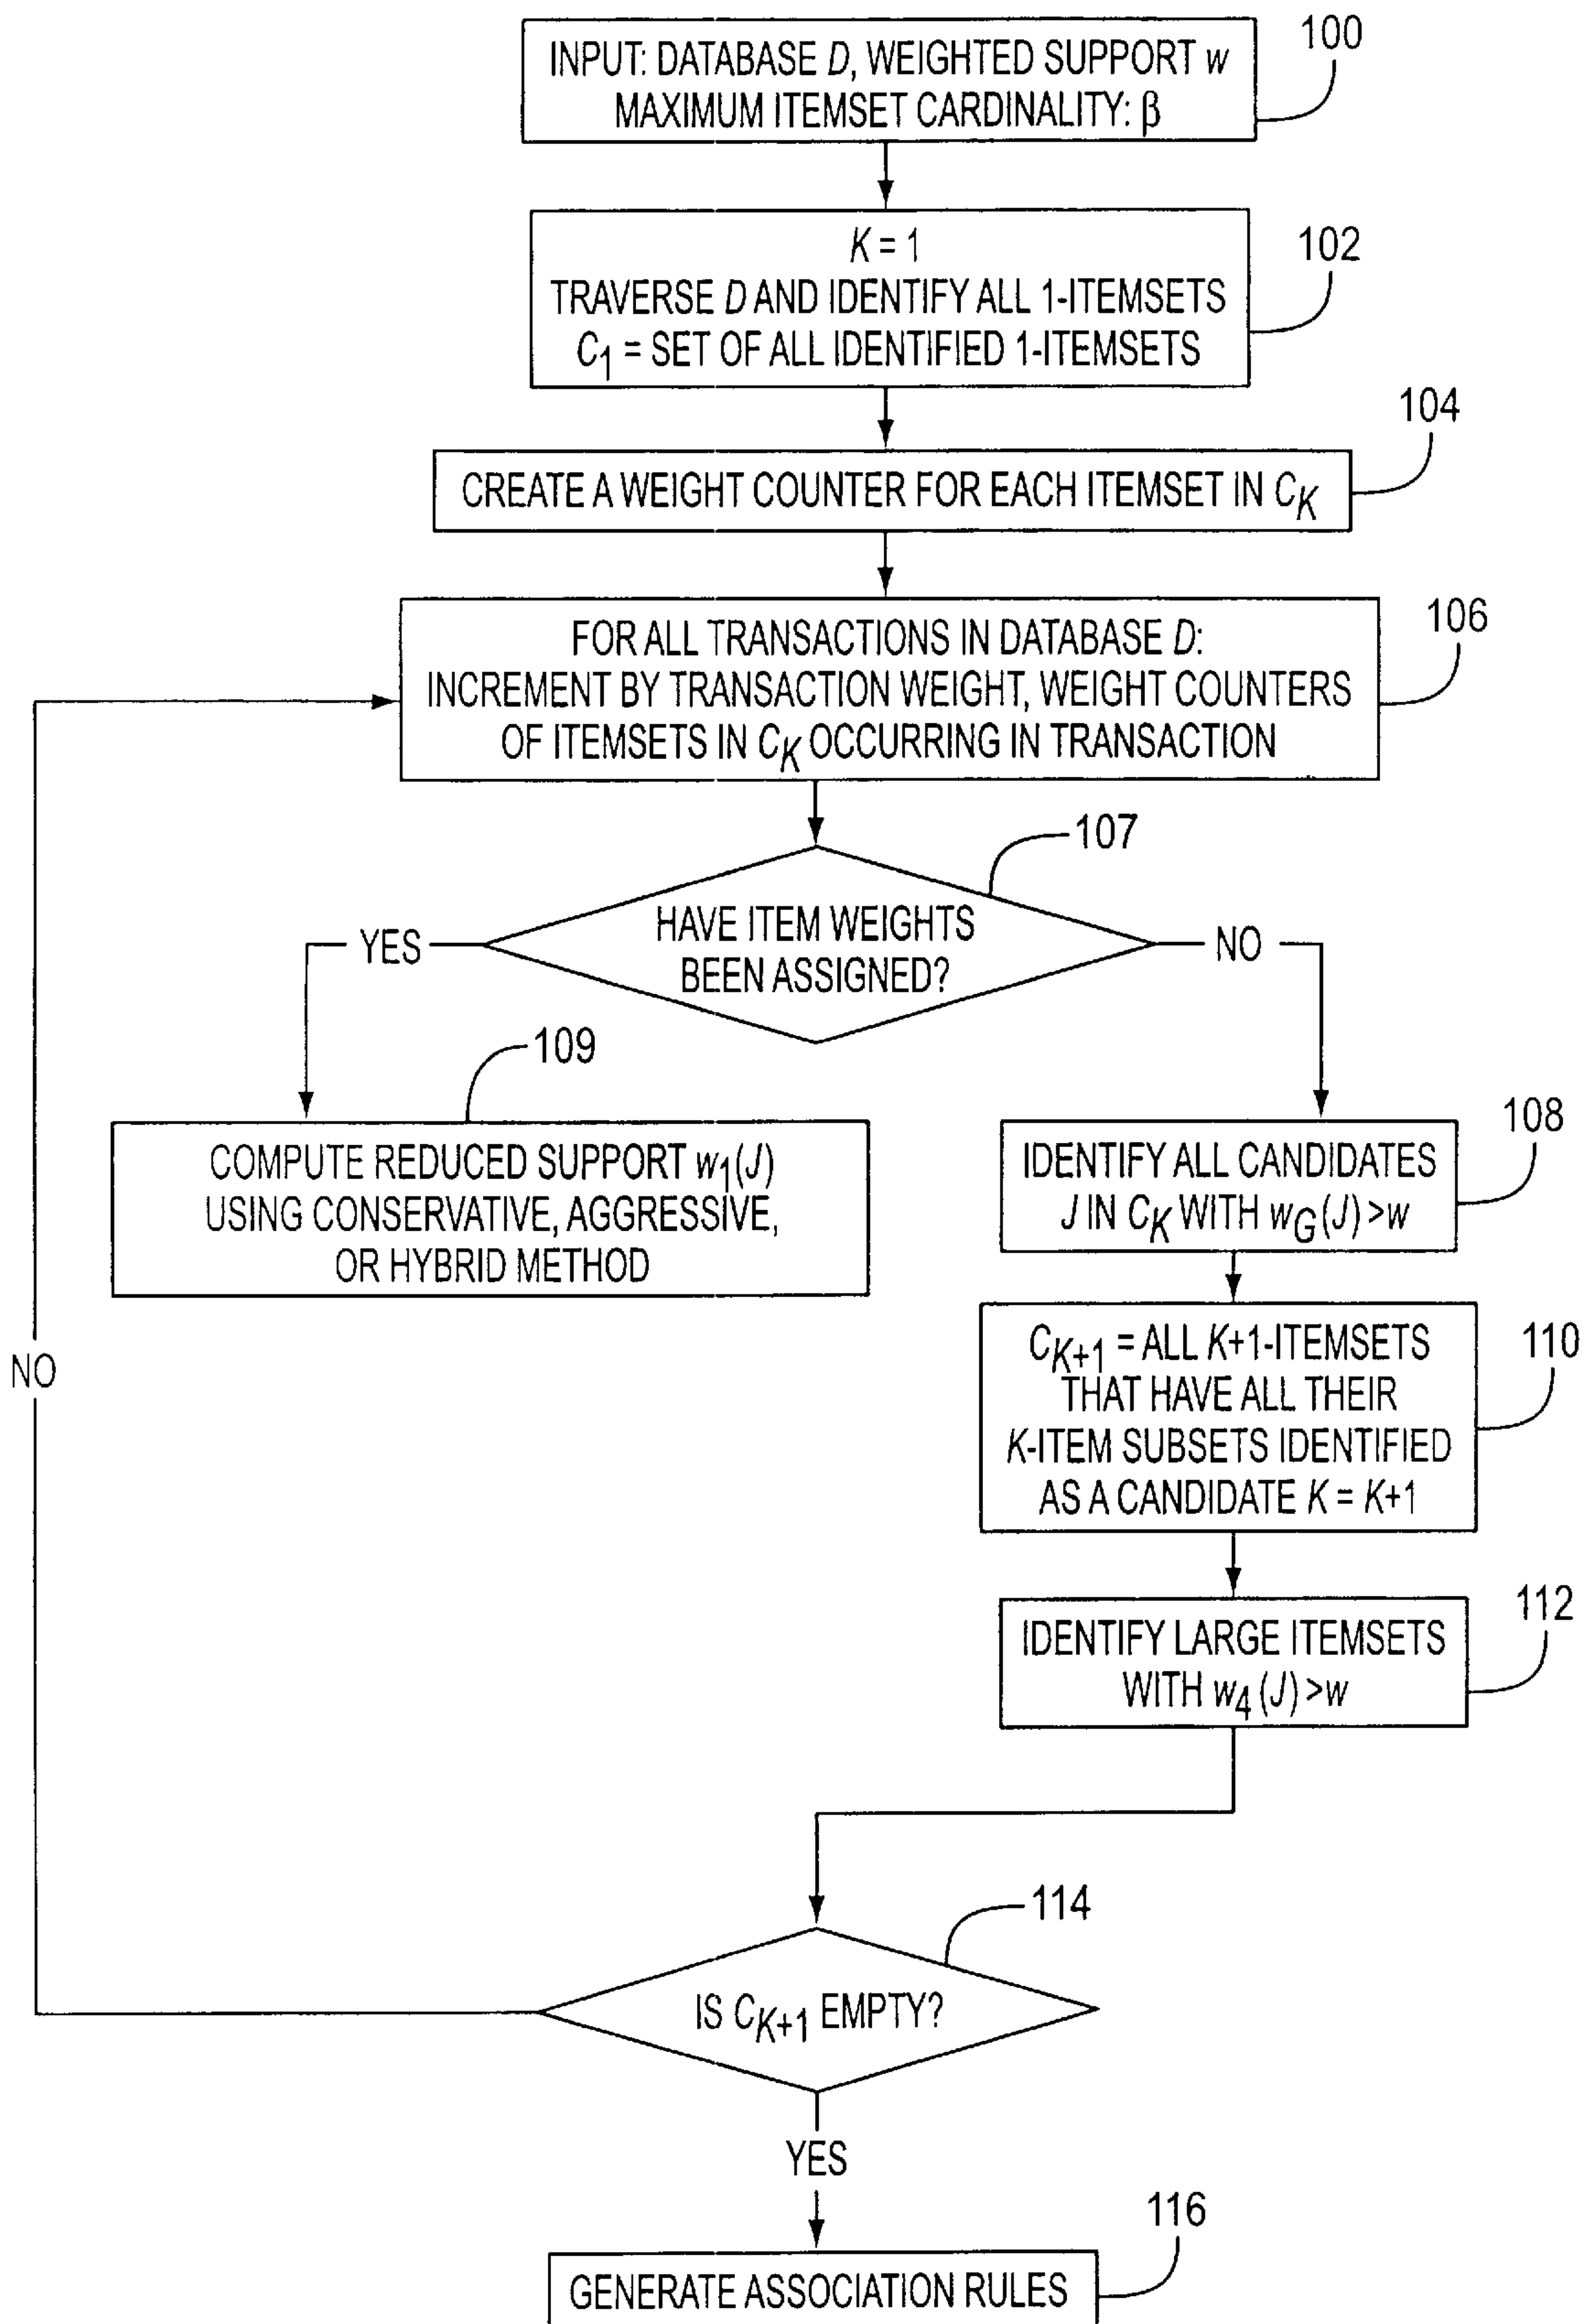 INPUT: DATABASE D, WEIGHTED SUPPORT w
MAXIMUM ITEMSET CARDINALITY: β
100
K = 1
TRAVERSE D AND IDENTIFY ALL 1-ITEMSETS
C1 = SET OF ALL IDENTIFIED 1-ITEMSETS
102
CREATE A WEIGHT COUNTER FOR EACH ITEMSET IN CK
104
FOR ALL TRANSACTIONS IN DATABASE D:
INCREMENT BY TRANSACTION WEIGHT, WEIGHT COUNTERS
OF ITEMSETS IN CK OCCURRING IN TRANSACTION
106
HAVE ITEM WEIGHTS
BEEN ASSIGNED?
107
YES
NO
COMPUTE REDUCED SUPPORT w1(J)
USING CONSERVATIVE, AGGRESSIVE,
OR HYBRID METHOD
109
IDENTIFY ALL CANDIDATES
J IN CK WITH wG(J) >w
108
CK+1 = ALL K+1-ITEMSETS
THAT HAVE ALL THEIR
K-ITEM SUBSETS IDENTIFIED
AS A CANDIDATE K = K+1
110
NO
IDENTIFY LARGE ITEMSETS
WITH w4 (J) >w
112
IS CK+1 EMPTY?
114
YES
GENERATE ASSOCIATION RULES
116